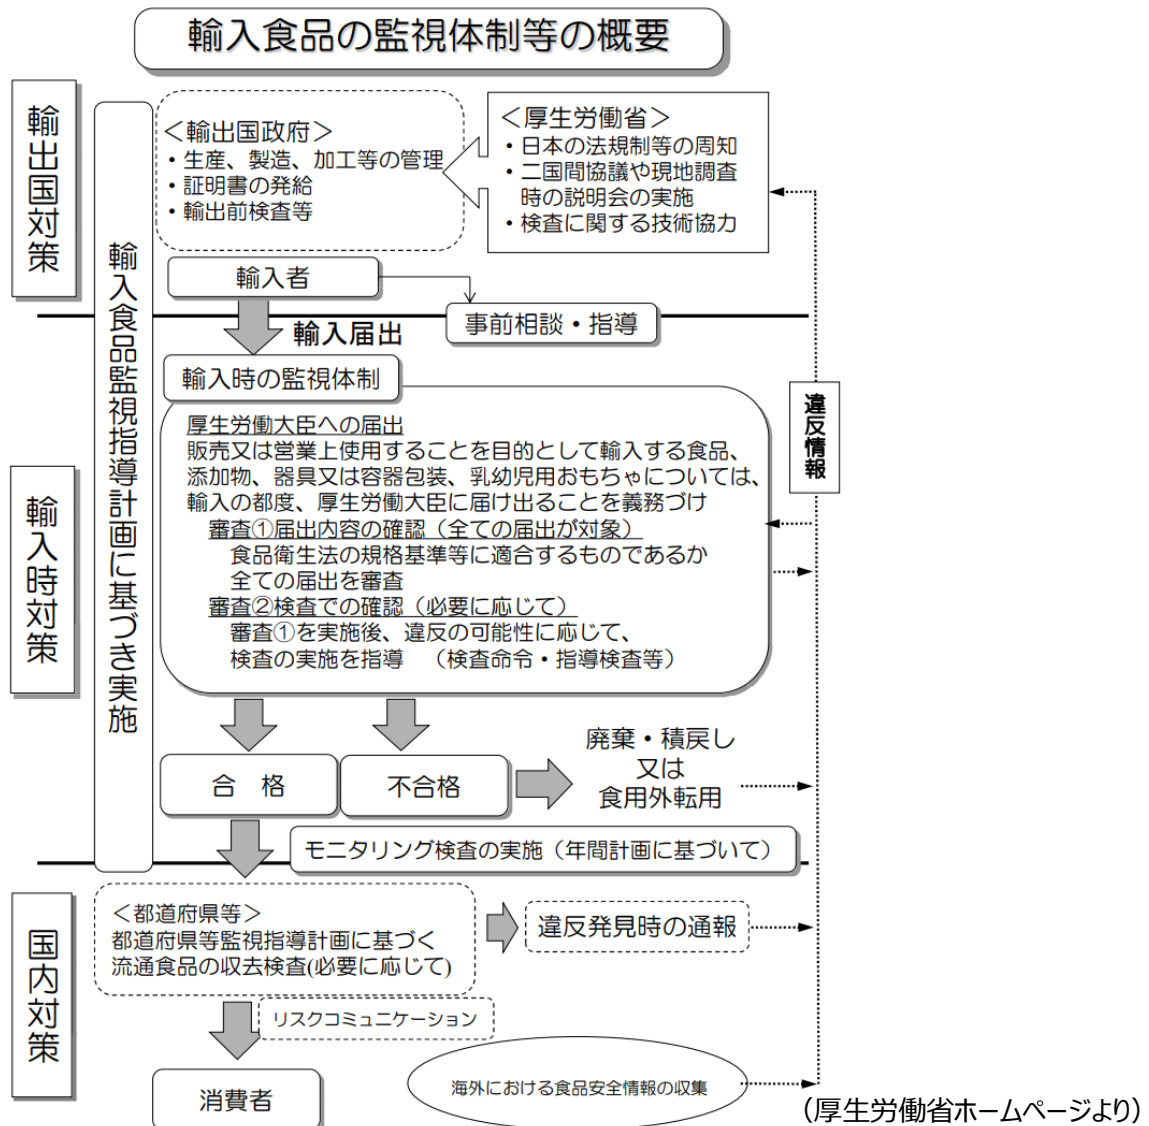 輸入食品の監視体制等の概要
輸出国対策
輸入食品監視指導計画に基づき実施
＜輸出国政府＞
・生産、製造、加工等の管理
・証明書の発給
・輸出前検査等
＜厚生労働省＞
・日本の法規制等の周知
・二国間協議や現地調査
時の説明会の実施
・検査に関する技術協力
輸入者
事前相談・指導
輸入届出
輸入時対策
輸入時の監視体制
厚生労働大臣への届出
販売又は営業上使用することを目的として輸入する食品、
添加物、器具又は容器包装、乳幼児用おもちゃについては、
輸入の都度、厚生労働大臣に届け出ることを義務づけ
審査①届出内容の確認（全ての届出が対象）
食品衛生法の規格基準等に適合するものであるか
全ての届出を審査
審査②検査での確認（必要に応じて）
審査①を実施後、違反の可能性に応じて、
検査の実施を指導　（検査命令・指導検査等）
違反情報
合　格
不合格
廃棄・積戻し
又は
食用外転用
モニタリング検査の実施（年間計画に基づいて）
国内対策
＜都道府県等＞
都道府県等監視指導計画に基づく
流通食品の収去検査(必要に応じて)
違反発見時の通報
リスクコミュニケーション
消費者
海外における食品安全情報の収集
（厚生労働省ホームページより）